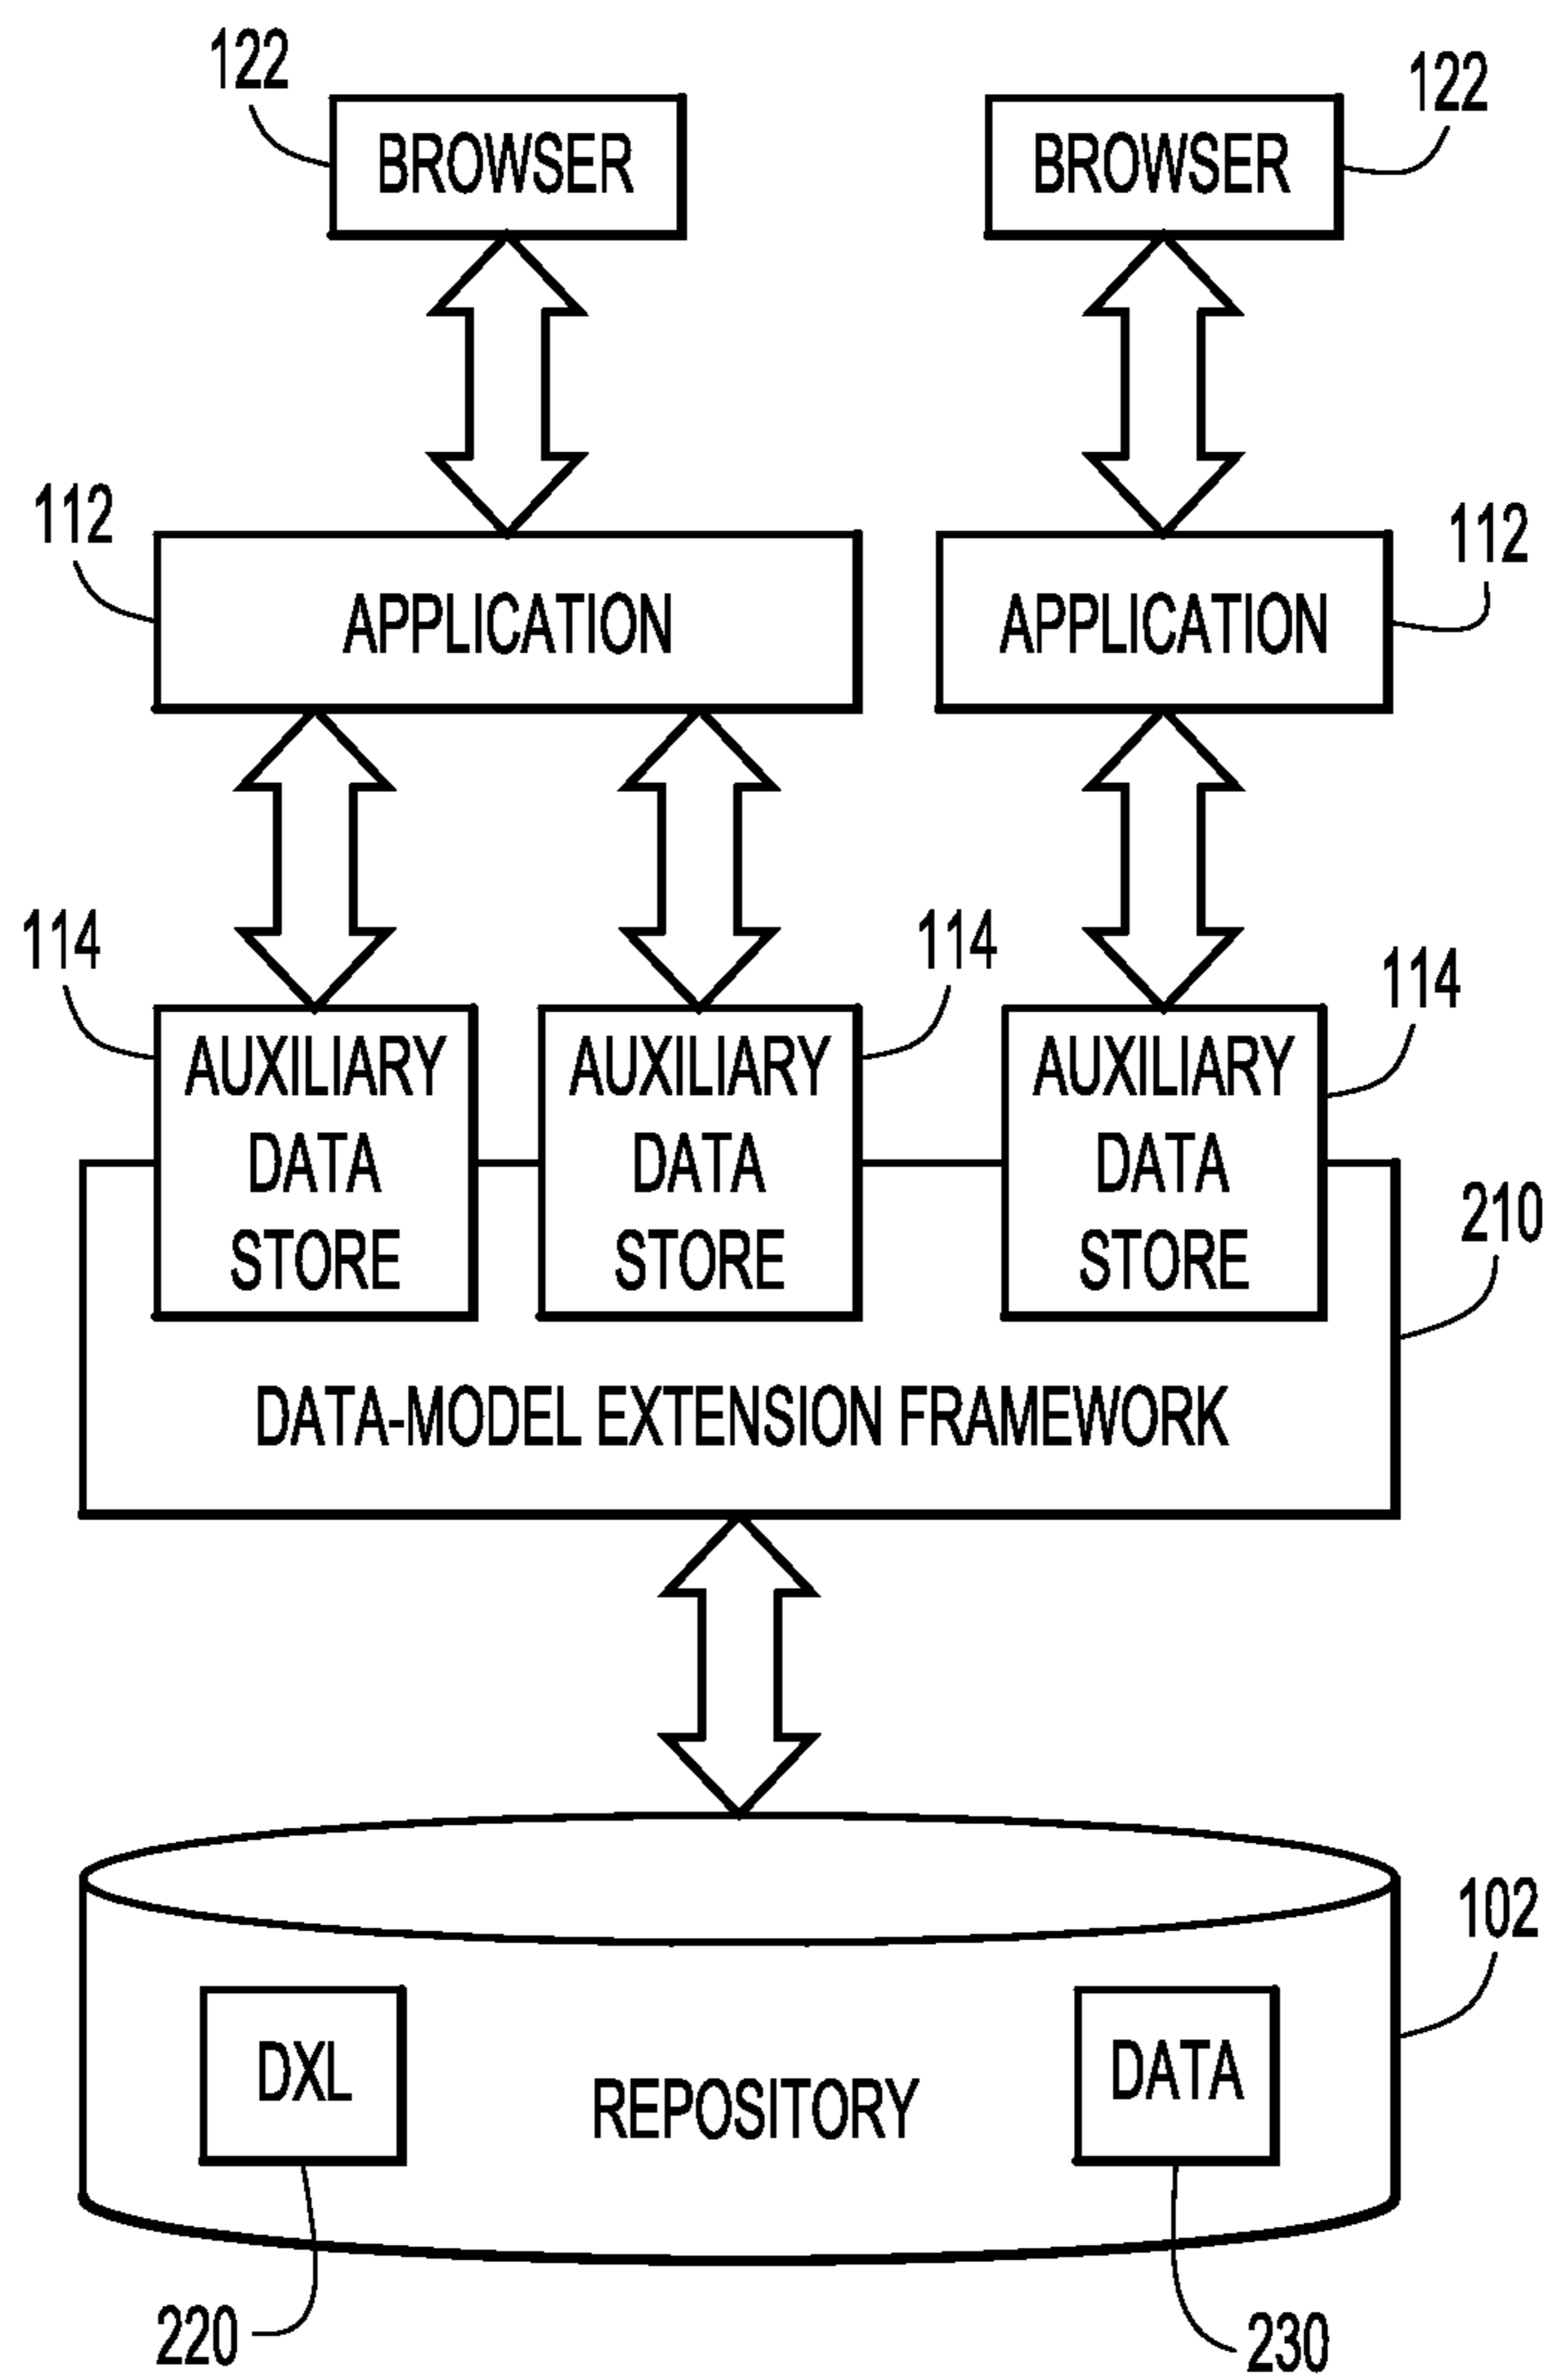 122
122
BROWSER
BROWSER
112
112
APPLICATION
APPLICATION
114
114
114
AUXILIARY
DATA
STORE
AUXILIARY
DATA
STORE
AUXILIARY
DATA
STORE
210
DATA-MODEL EXTENSION FRAMEWORK
102
DXL
REPOSITORY
DATA
220
230